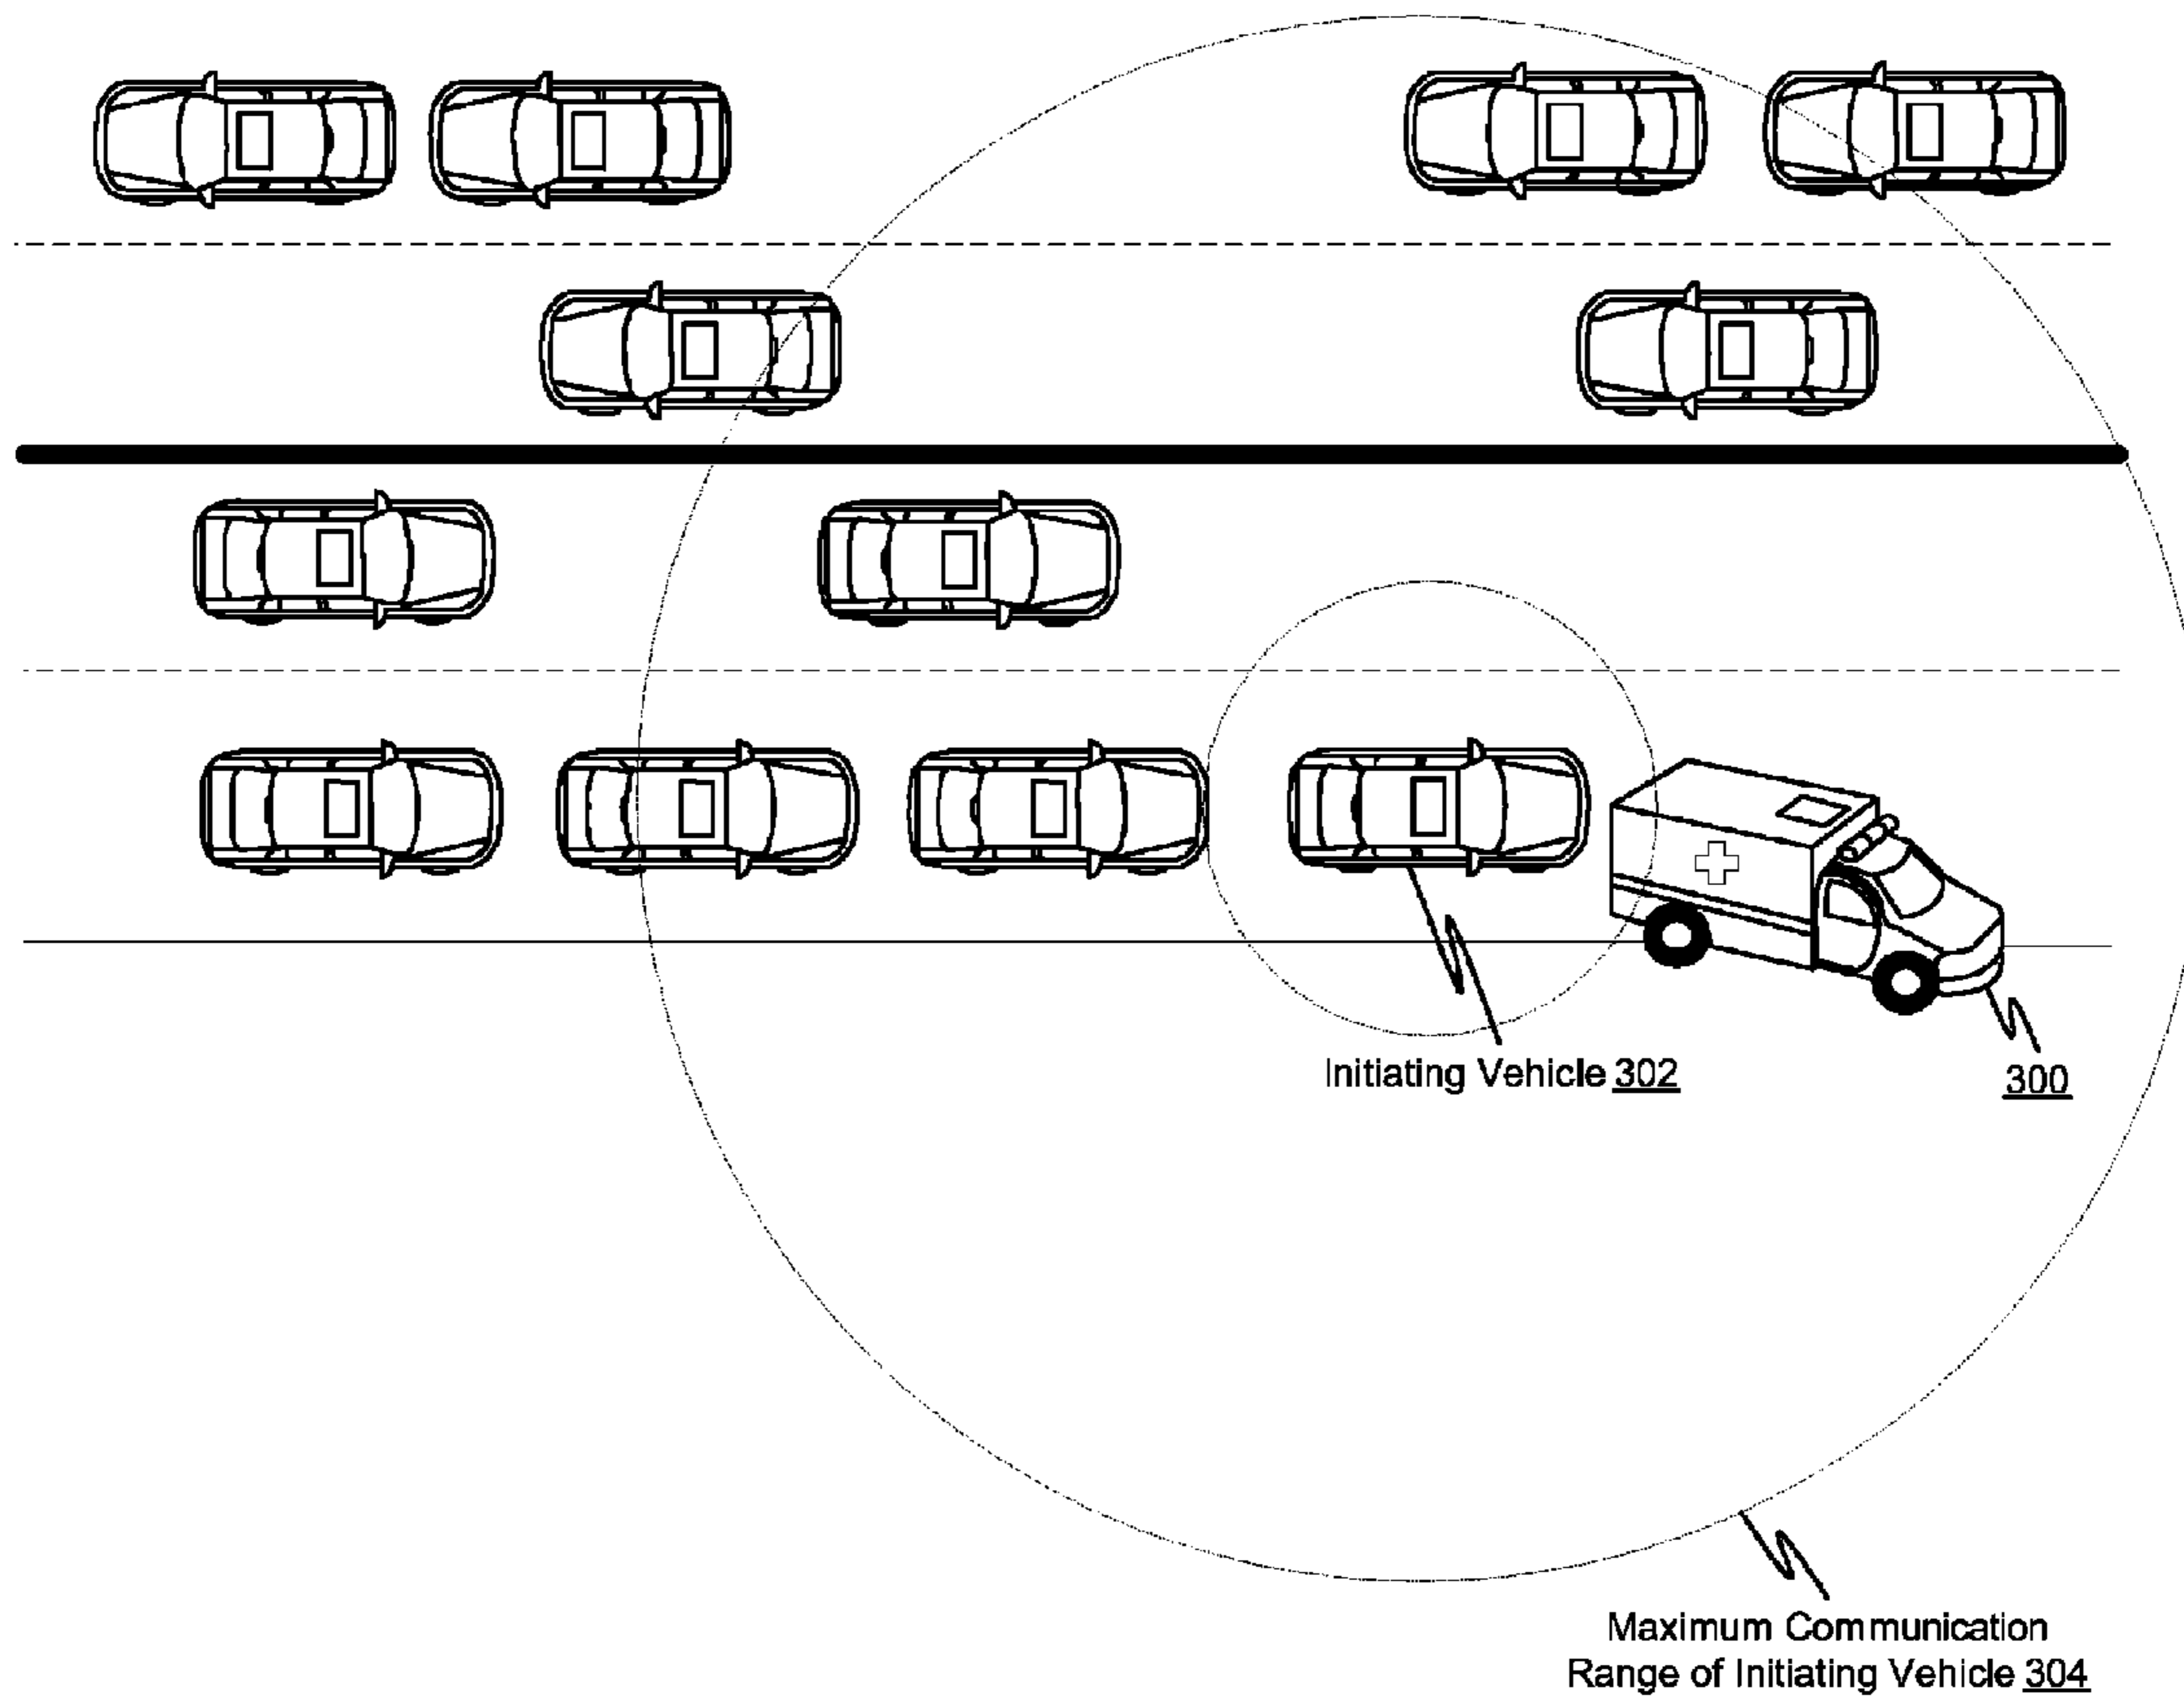 Initiating Vehicle 302
300
Maximum Communication
Range of Initiating Vehicle 304